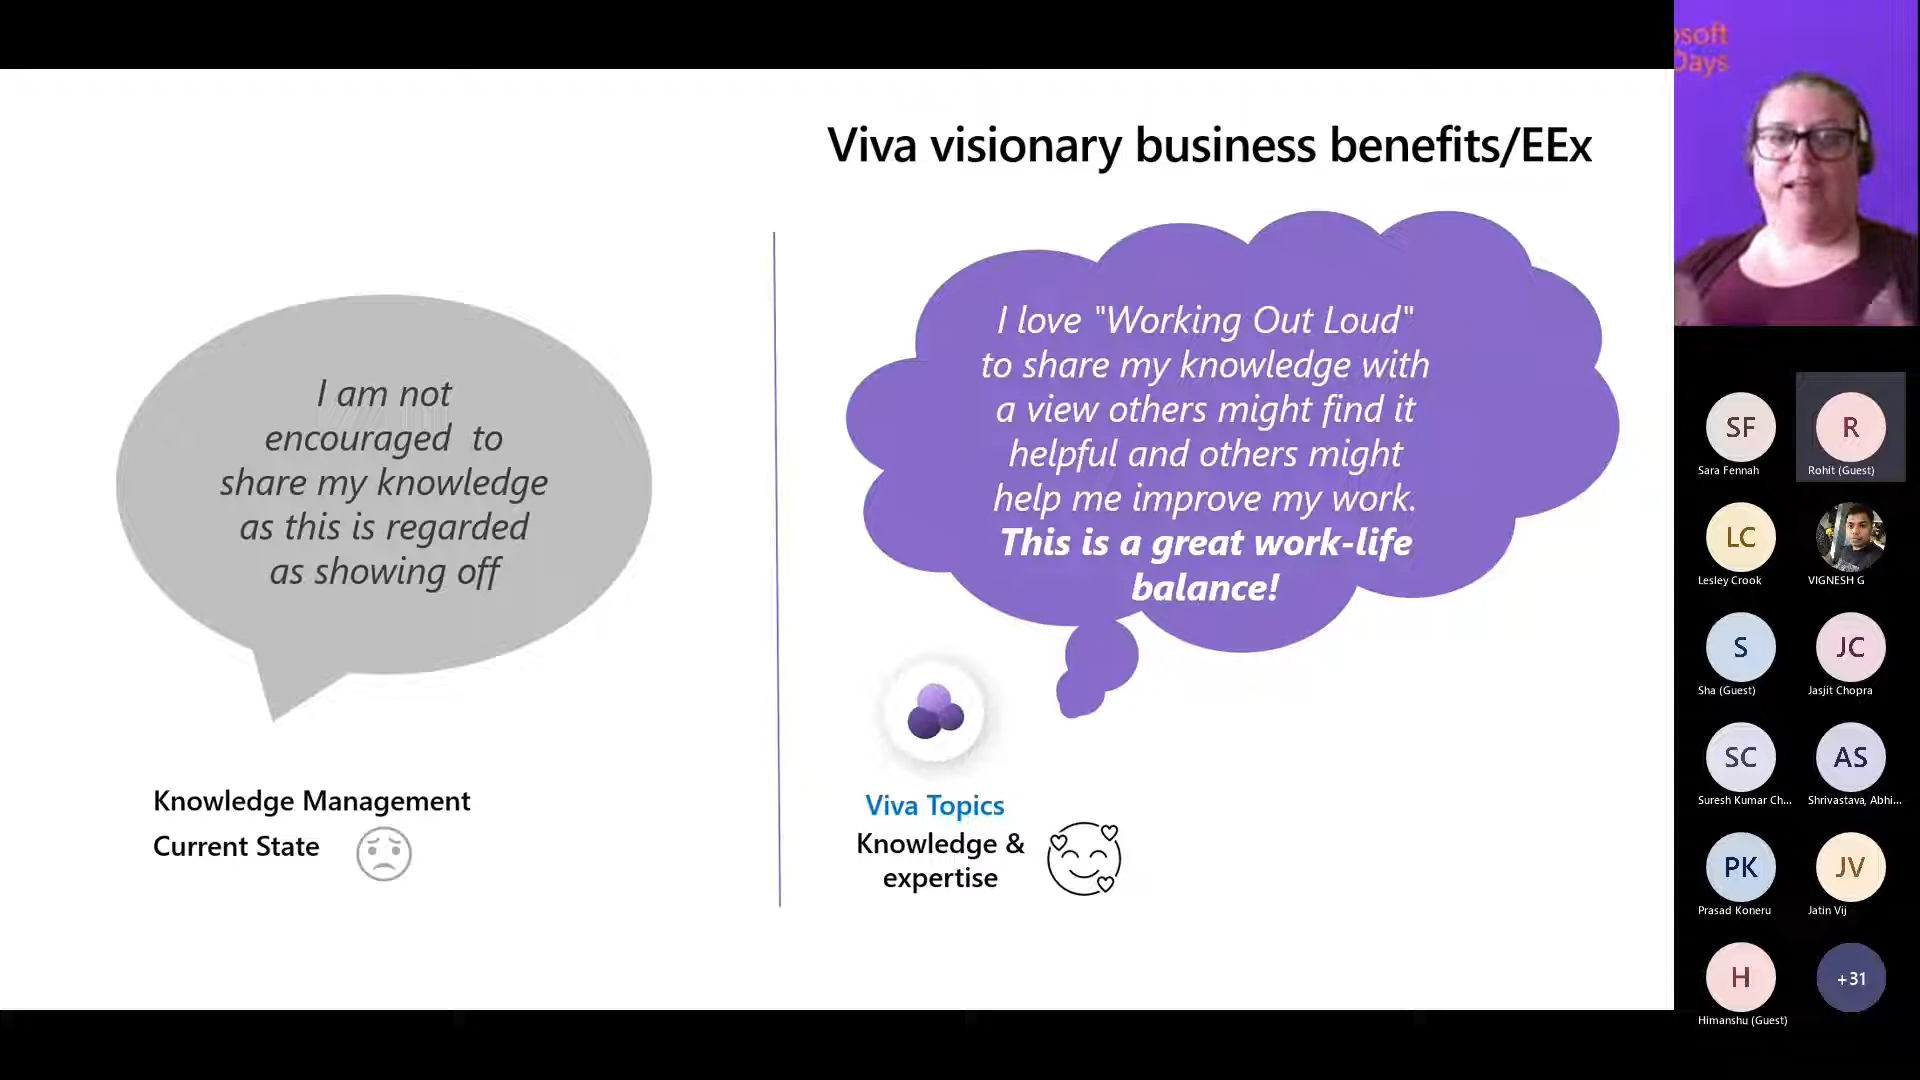 Viva visionary business benefits/EEx
I am not
encouraged to
share my knowledge
as this is regarded
as showing off
Knowledge Management
Current State
I love "Working Out Loud"
to share my knowledge with
a view others might find it
helpful and others might
help me improve my work.
This is a great work-life
balance!
Viva Topics
Knowledge &
expertise
osoft
Days
SF
Sara Fennah
R
Rohit (Guest)
LC
Lesley Crook
VIGNESH G
S
Sha (Guest)
JC
Jasjit Chopra
SC
Suresh Kumar Ch...
AS
Shrivastava, Abhi...
PK
Prasad Koneru
JV
Jatin Vij
H
Himanshu (Guest)
+31